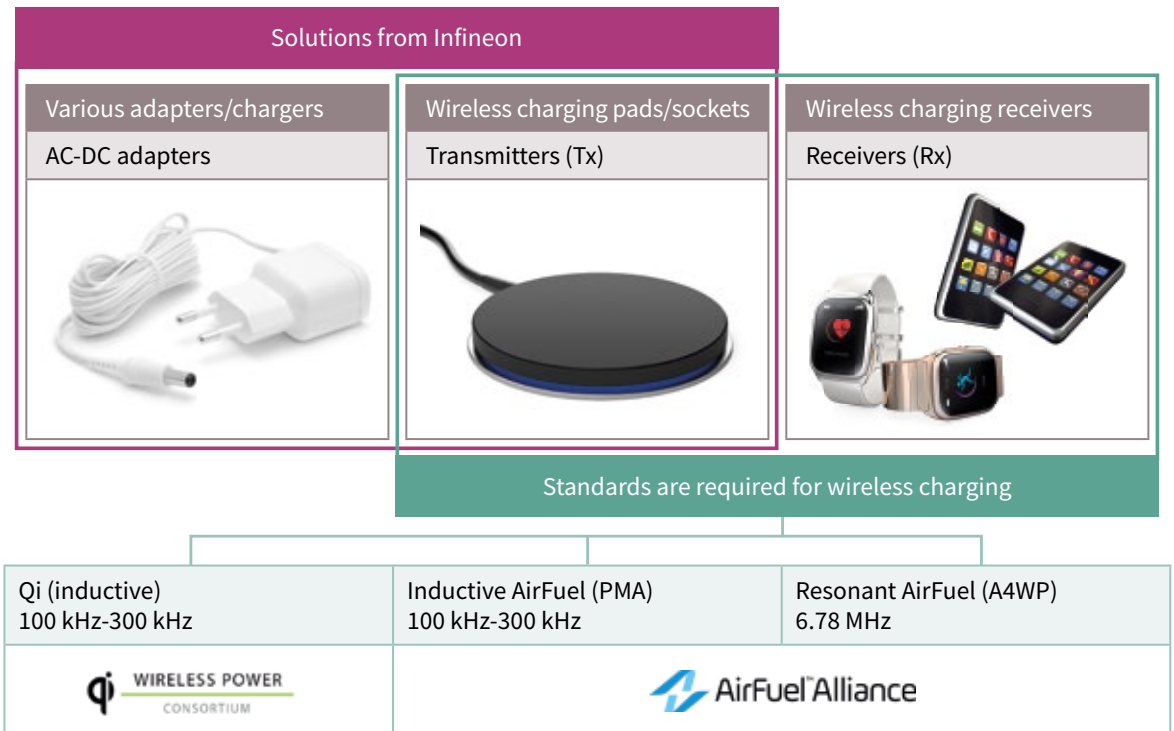 Solutions from Infineon
Various adapters/chargers
Wireless charging pads/sockets
Wireless charging receivers
AC-DC adapters
Transmitters (Tx)
Receivers (Rx)
Standards are required for wireless charging
Qi (inductive)
100 kHz-300 kHz
Inductive AirFuel (PMA)
100 kHz-300 kHz
Resonant AirFuel (A4WP)
6.78 MHz
qi WIRELESS POWER
CONSORTIUM
AirFuel™Alliance